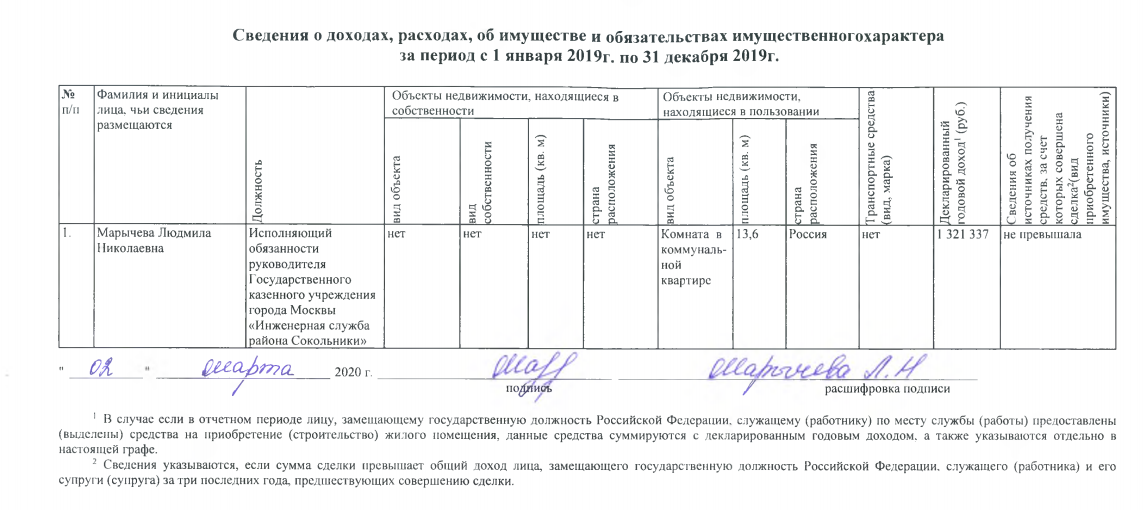 Сведения о доходах, расходах, об имуществе и обязательствах имущественногохарактера
за период с 1 января 2019г. по 31 декабря 2019г.
№
п/п
Фамилия и инициалы
лица, чьи сведения
размещаются
Должность
Объекты недвижимости, находящиеся в
собственности
вид объекта
вид
собственности
площадь (кв. м)
страна
расположения
Объекты недвижимости,
находящиеся в пользовании
вид объекта
площадь (кв. м)
страна
расположения
Транспортные средства
(вид, марка)
Декларированный
годовой доход¹ (руб.)
Сведения об
источниках получения
средств, за счет
которых совершена
сделка²(вид
приобретенного
имущества, источники)
1.
Марычева Людмила
Николаевна
Исполняющий
обязанности
руководителя
Государственного
казенного учреждения
города Москвы
«Инженерная служба
района Сокольники»
нет
нет
нет
нет
Комната в
коммуналь-
ной
квартире
13,6
Россия
нет
1 321 337
не превышала
" 02 " марта 2020 г.
Марычева Л.Н
подпись
расшифровка подписи
¹ В случае если в отчетном периоде лицу, замещающему государственную должность Российской Федерации, служащему (работнику) по месту службы (работы) предоставлены
(выделены) средства на приобретение (строительство) жилого помещения, данные средства суммируются с декларированным годовым доходом, а также указываются отдельно в
настоящей графе.
² Сведения указываются, если сумма сделки превышает общий доход лица, замещающего государственную должность Российской Федерации, служащего (работника) и его
супруги (супруга) за три последних года, предшествующих совершению сделки.